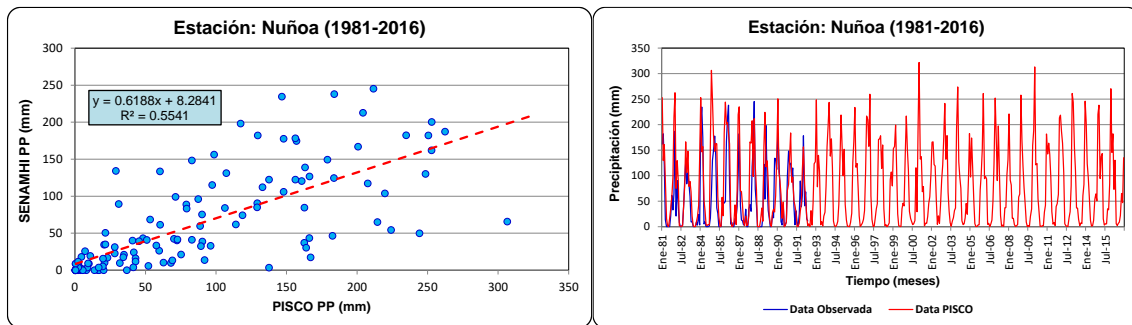 Estación: Nuñoa (1981-2016)
SENAMHI PP (mm)
300
250
200
150
100
50
0
y = 0.6188x + 8.2841
R² = 0.5541
0 50 100 150 200 250 300 350
PISCO PP (mm)
Estación: Nuñoa (1981-2016)
Precipitación (mm)
350
300
250
200
150
100
50
0
Ene-81 Jul-82 Ene-84 Jul-85 Ene-87 Jul-88 Ene-90 Jul-91 Ene-93 Jul-94 Ene-96 Jul-97 Ene-99 Jul-00 Ene-02 Jul-03 Ene-05 Jul-06 Ene-08 Jul-09 Ene-11 Jul-12 Ene-14 Jul-15
Tiempo (meses)
Data Observada Data PISCO